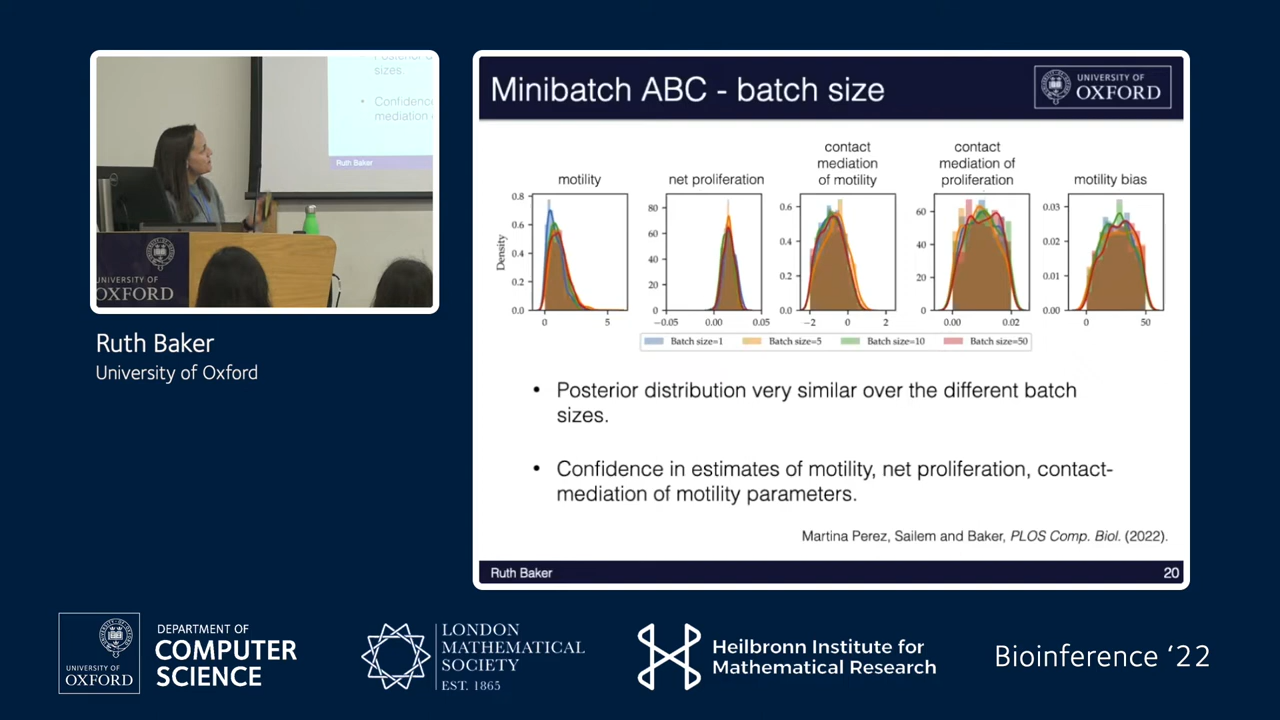 sizes.
Confidence
mediation
Ruth Baker
UNIVERSITY OF
OXFORD
Ruth Baker
University of Oxford
Minibatch ABC - batch size
UNIVERSITY OF
OXFORD
motility
net proliferation
contact
mediation
of motility
contact
mediation of
proliferation
motility bias
Density
0.8
0.6
0.4
0.2
0.0
0
5
80
60
40
20
0
−0.05
0.00
0.05
0.6
0.4
0.2
0.0
−2
0
2
60
40
20
0
0.00
0.02
0.03
0.02
0.01
0.00
0
50
Batch size=1 Batch size=5 Batch size=10 Batch size=50
• Posterior distribution very similar over the different batch
sizes.
• Confidence in estimates of motility, net proliferation, contact-
mediation of motility parameters.
Martina Perez, Sailem and Baker, PLOS Comp. Biol. (2022).
Ruth Baker 20
UNIVERSITY OF
OXFORD
DEPARTMENT OF
COMPUTER
SCIENCE
LONDON
MATHEMATICAL
SOCIETY
EST. 1865
Heilbronn Institute for
Mathematical Research
Bioinference ‘22